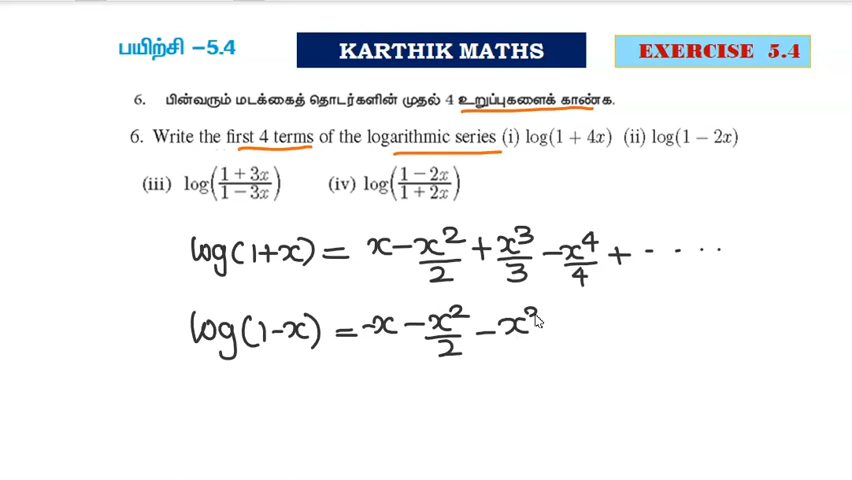 பயிற்சி –5.4 KARTHIK MATHS EXERCISE 5.4
6. பின்வரும் மடக்கைத் தொடர்களின் முதல் 4 உறுப்புகளைக் காண்க.
6. Write the first 4 terms of the logarithmic series (i) log(1 + 4x) (ii) log(1 − 2x)
(iii) log((1 + 3x)/(1 − 3x)) (iv) log((1 − 2x)/(1 + 2x))
log(1+x) = x − x²/2 + x³/3 − x⁴/4 + · · · ·
log(1−x) = −x − x²/2 − x³